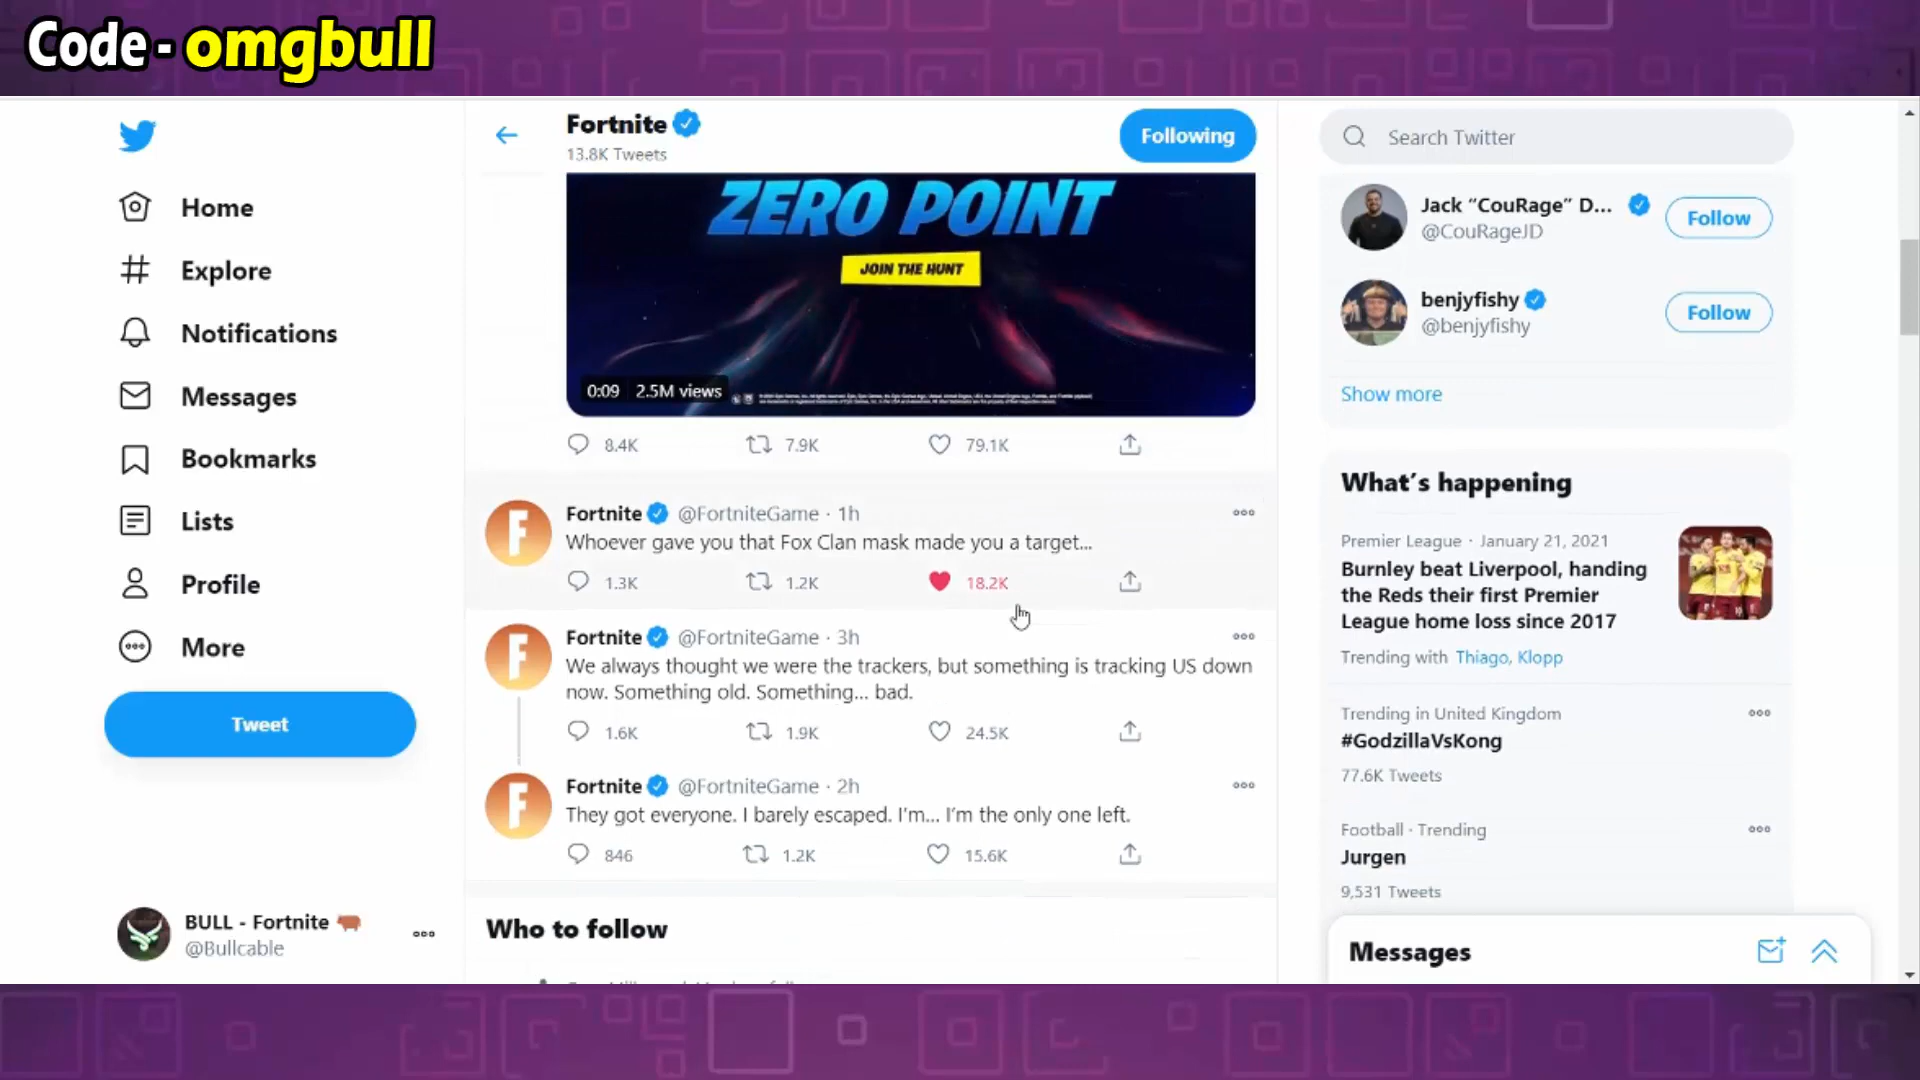 Code - omgbull
Fortnite
13.8K Tweets
Following
Search Twitter
Home
Explore
Notifications
Messages
Bookmarks
Lists
Profile
More
Tweet
BULL - Fortnite
@Bullcable
ZERO POINT
JOIN THE HUNT
0:09 2.5M views
8.4K 7.9K 79.1K
Fortnite @FortniteGame · 1h
Whoever gave you that Fox Clan mask made you a target...
1.3K 1.2K 18.2K
Fortnite @FortniteGame · 3h
We always thought we were the trackers, but something is tracking US down
now. Something old. Something... bad.
1.6K 1.9K 24.5K
Fortnite @FortniteGame · 2h
They got everyone. I barely escaped. I'm... I'm the only one left.
846 1.2K 15.6K
Who to follow
Jack “CouRage” D...
@CouRageJD
Follow
benjyfishy
@benjyfishy
Follow
Show more
What's happening
Premier League · January 21, 2021
Burnley beat Liverpool, handing
the Reds their first Premier
League home loss since 2017
Trending with Thiago, Klopp
Trending in United Kingdom
#GodzillaVsKong
77.6K Tweets
Football · Trending
Jurgen
9,531 Tweets
Messages